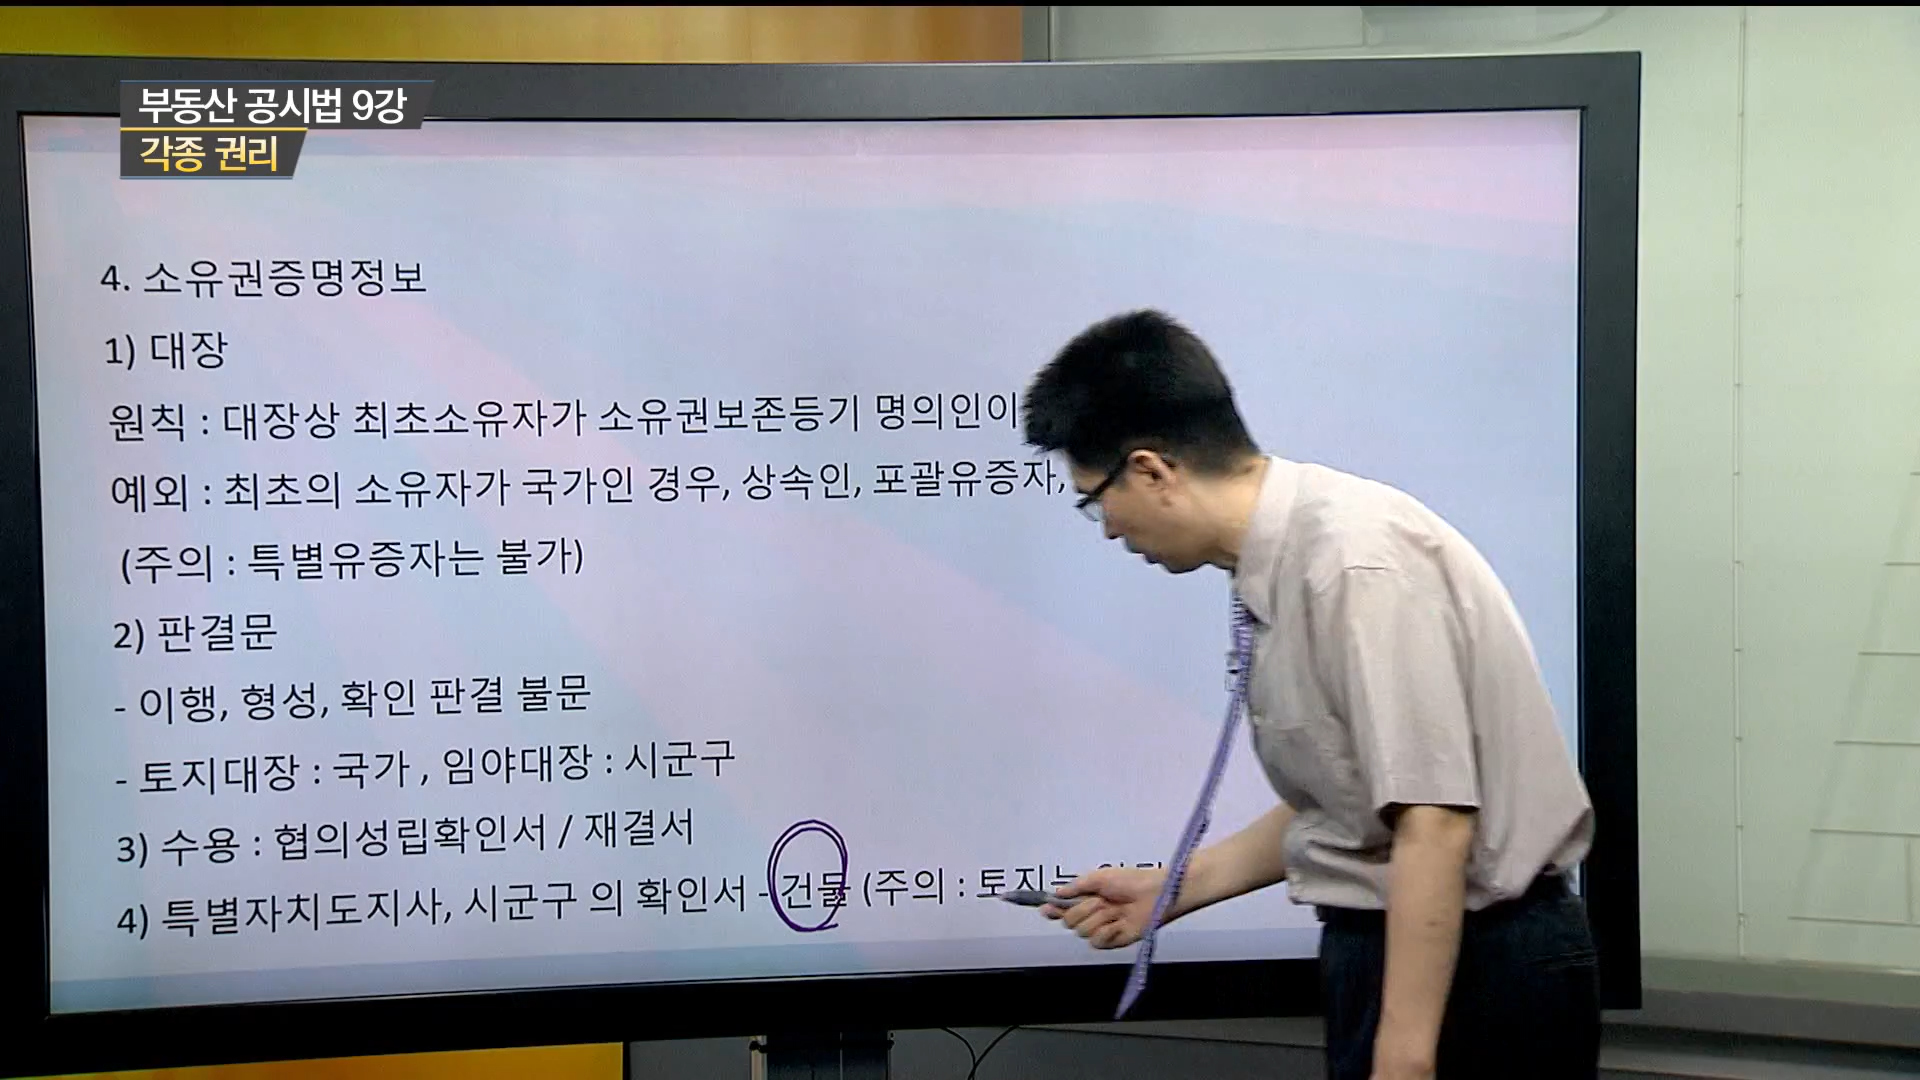 부동산 공시법 9강
각종 권리
4. 소유권증명정보
1) 대장
원칙 : 대장상 최초소유자가 소유권보존등기 명의인이
예외 : 최초의 소유자가 국가인 경우, 상속인, 포괄유증자,
(주의 : 특별유증자는 불가)
2) 판결문
- 이행, 형성, 확인 판결 불문
- 토지대장 : 국가 , 임야대장 : 시군구
3) 수용 : 협의성립확인서 / 재결서
4) 특별자치도지사, 시군구 의 확인서 - 건물 (주의 : 토지는